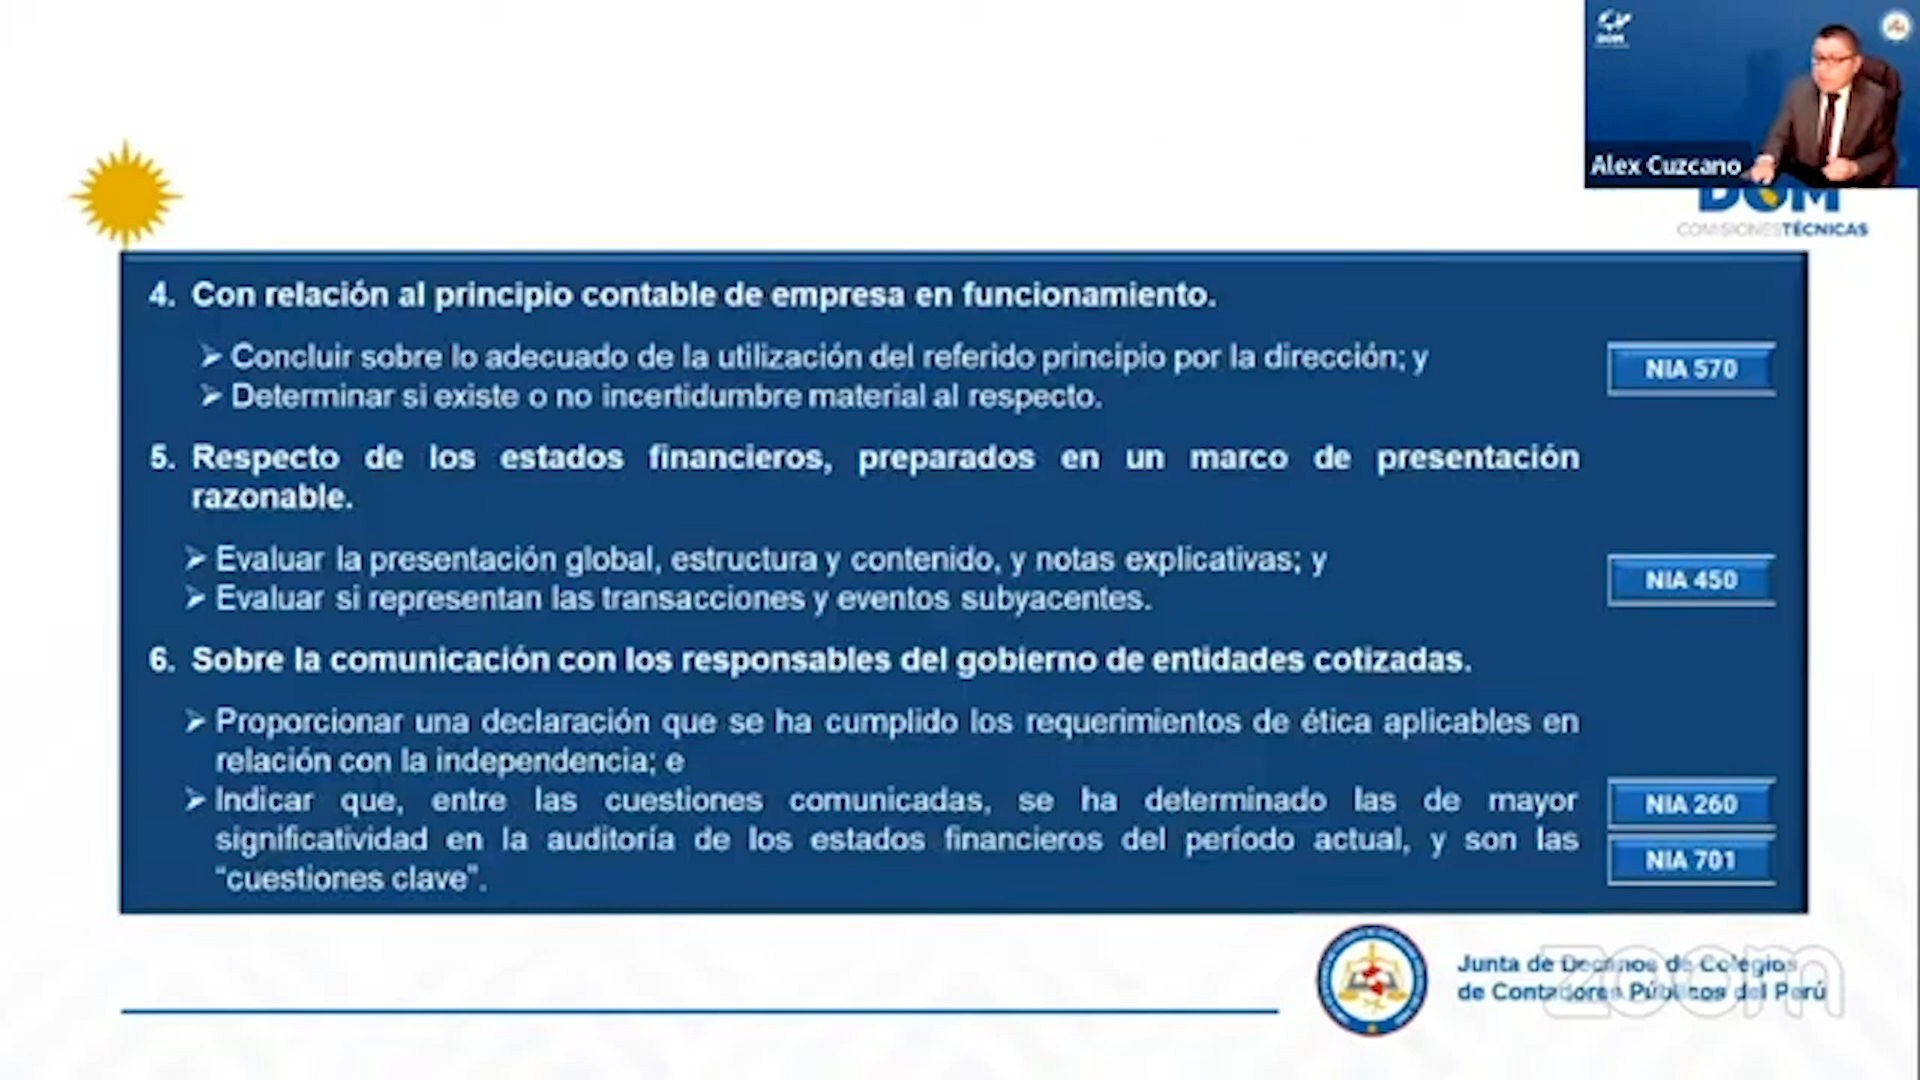 Alex Cuzcano
DOM
COMISIONES TÉCNICAS
4. Con relación al principio contable de empresa en funcionamiento.
➢ Concluir sobre lo adecuado de la utilización del referido principio por la dirección; y
➢ Determinar si existe o no incertidumbre material al respecto.
NIA 570
5. Respecto de los estados financieros, preparados en un marco de presentación
razonable.
➢ Evaluar la presentación global, estructura y contenido, y notas explicativas; y
➢ Evaluar si representan las transacciones y eventos subyacentes.
NIA 450
6. Sobre la comunicación con los responsables del gobierno de entidades cotizadas.
➢ Proporcionar una declaración que se ha cumplido los requerimientos de ética aplicables en
relación con la independencia; e
➢ Indicar que, entre las cuestiones comunicadas, se ha determinado las de mayor
significatividad en la auditoría de los estados financieros del período actual, y son las
“cuestiones clave”.
NIA 260
NIA 701
Junta de Decanos de Colegios
de Contadores Públicos del Perú
zoom